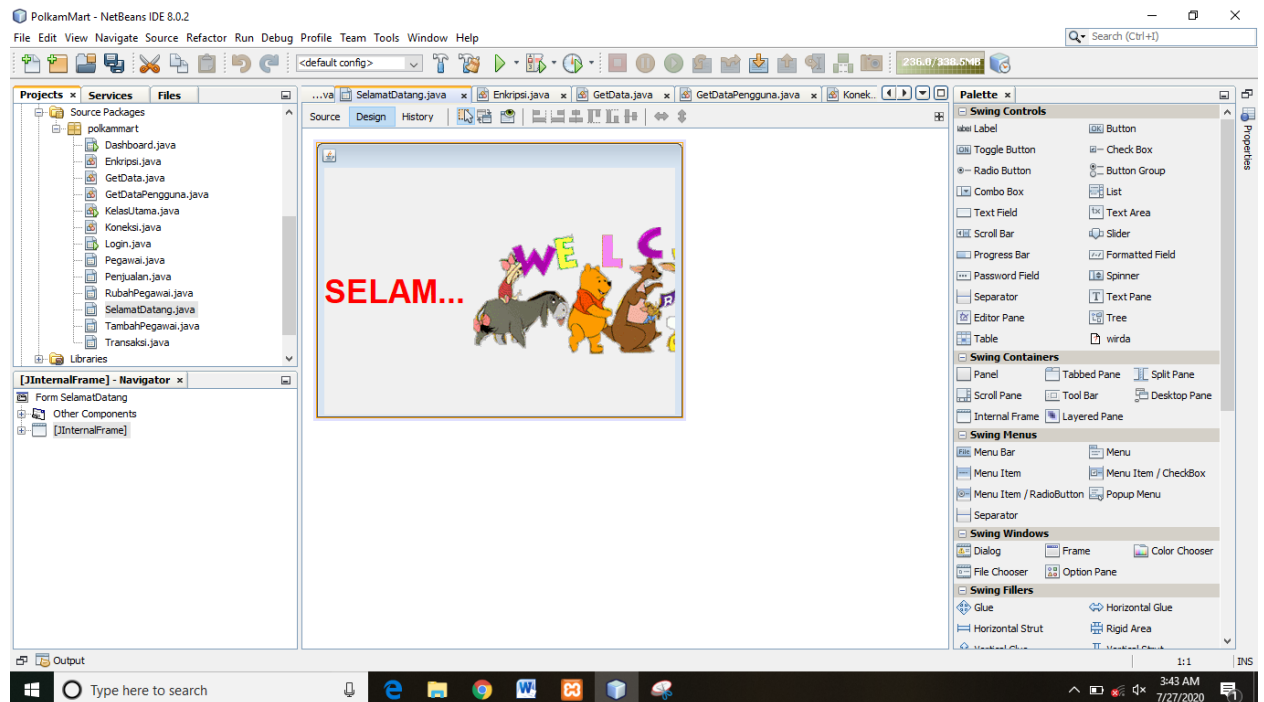 PolkamMart - NetBeans IDE 8.0.2
File Edit View Navigate Source Refactor Run Debug Profile Team Tools Window Help
Search (Ctrl+I)
<default config>
236.0/338.5MB
Projects Services Files
Source Packages
polkammart
Dashboard.java
Enkripsi.java
GetData.java
GetDataPengguna.java
KelasUtama.java
Koneksi.java
Login.java
Pegawai.java
Penjualan.java
RubahPegawai.java
SelamatDatang.java
TambahPegawai.java
Transaksi.java
Libraries
[JInternalFrame] - Navigator
Form SelamatDatang
Other Components
[JInternalFrame]
...va SelamatDatang.java Enkripsi.java GetData.java GetDataPengguna.java Konek..
Source Design History
WELC
SELAM...
Palette
Swing Controls
label Label OK Button
ON Toggle Button Check Box
Radio Button Button Group
Combo Box List
Text Field Text Area
Scroll Bar Slider
Progress Bar Formatted Field
Password Field Spinner
Separator T Text Pane
Editor Pane Tree
Table wirda
Swing Containers
Panel Tabbed Pane Split Pane
Scroll Pane Tool Bar Desktop Pane
Internal Frame Layered Pane
Swing Menus
Menu Bar Menu
Menu Item Menu Item / CheckBox
Menu Item / RadioButton Popup Menu
Separator
Swing Windows
Dialog Frame Color Chooser
File Chooser Option Pane
Swing Fillers
Glue Horizontal Glue
Horizontal Strut Rigid Area
Properties
Output
1:1 INS
Type here to search
3:43 AM
7/27/2020